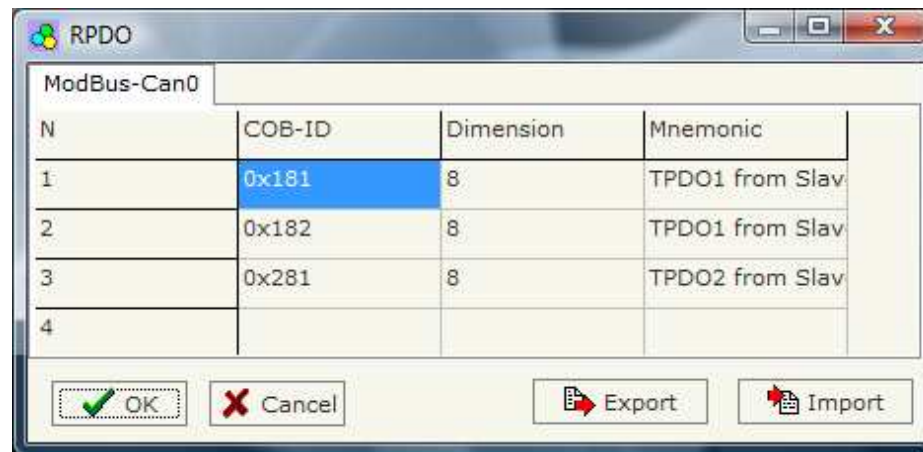 RPDO
ModBus-Can0
N COB-ID Dimension Mnemonic
1 0x181 8 TPDO1 from Slav
2 0x182 8 TPDO1 from Slav
3 0x281 8 TPDO2 from Slav
4
OK Cancel Export Import